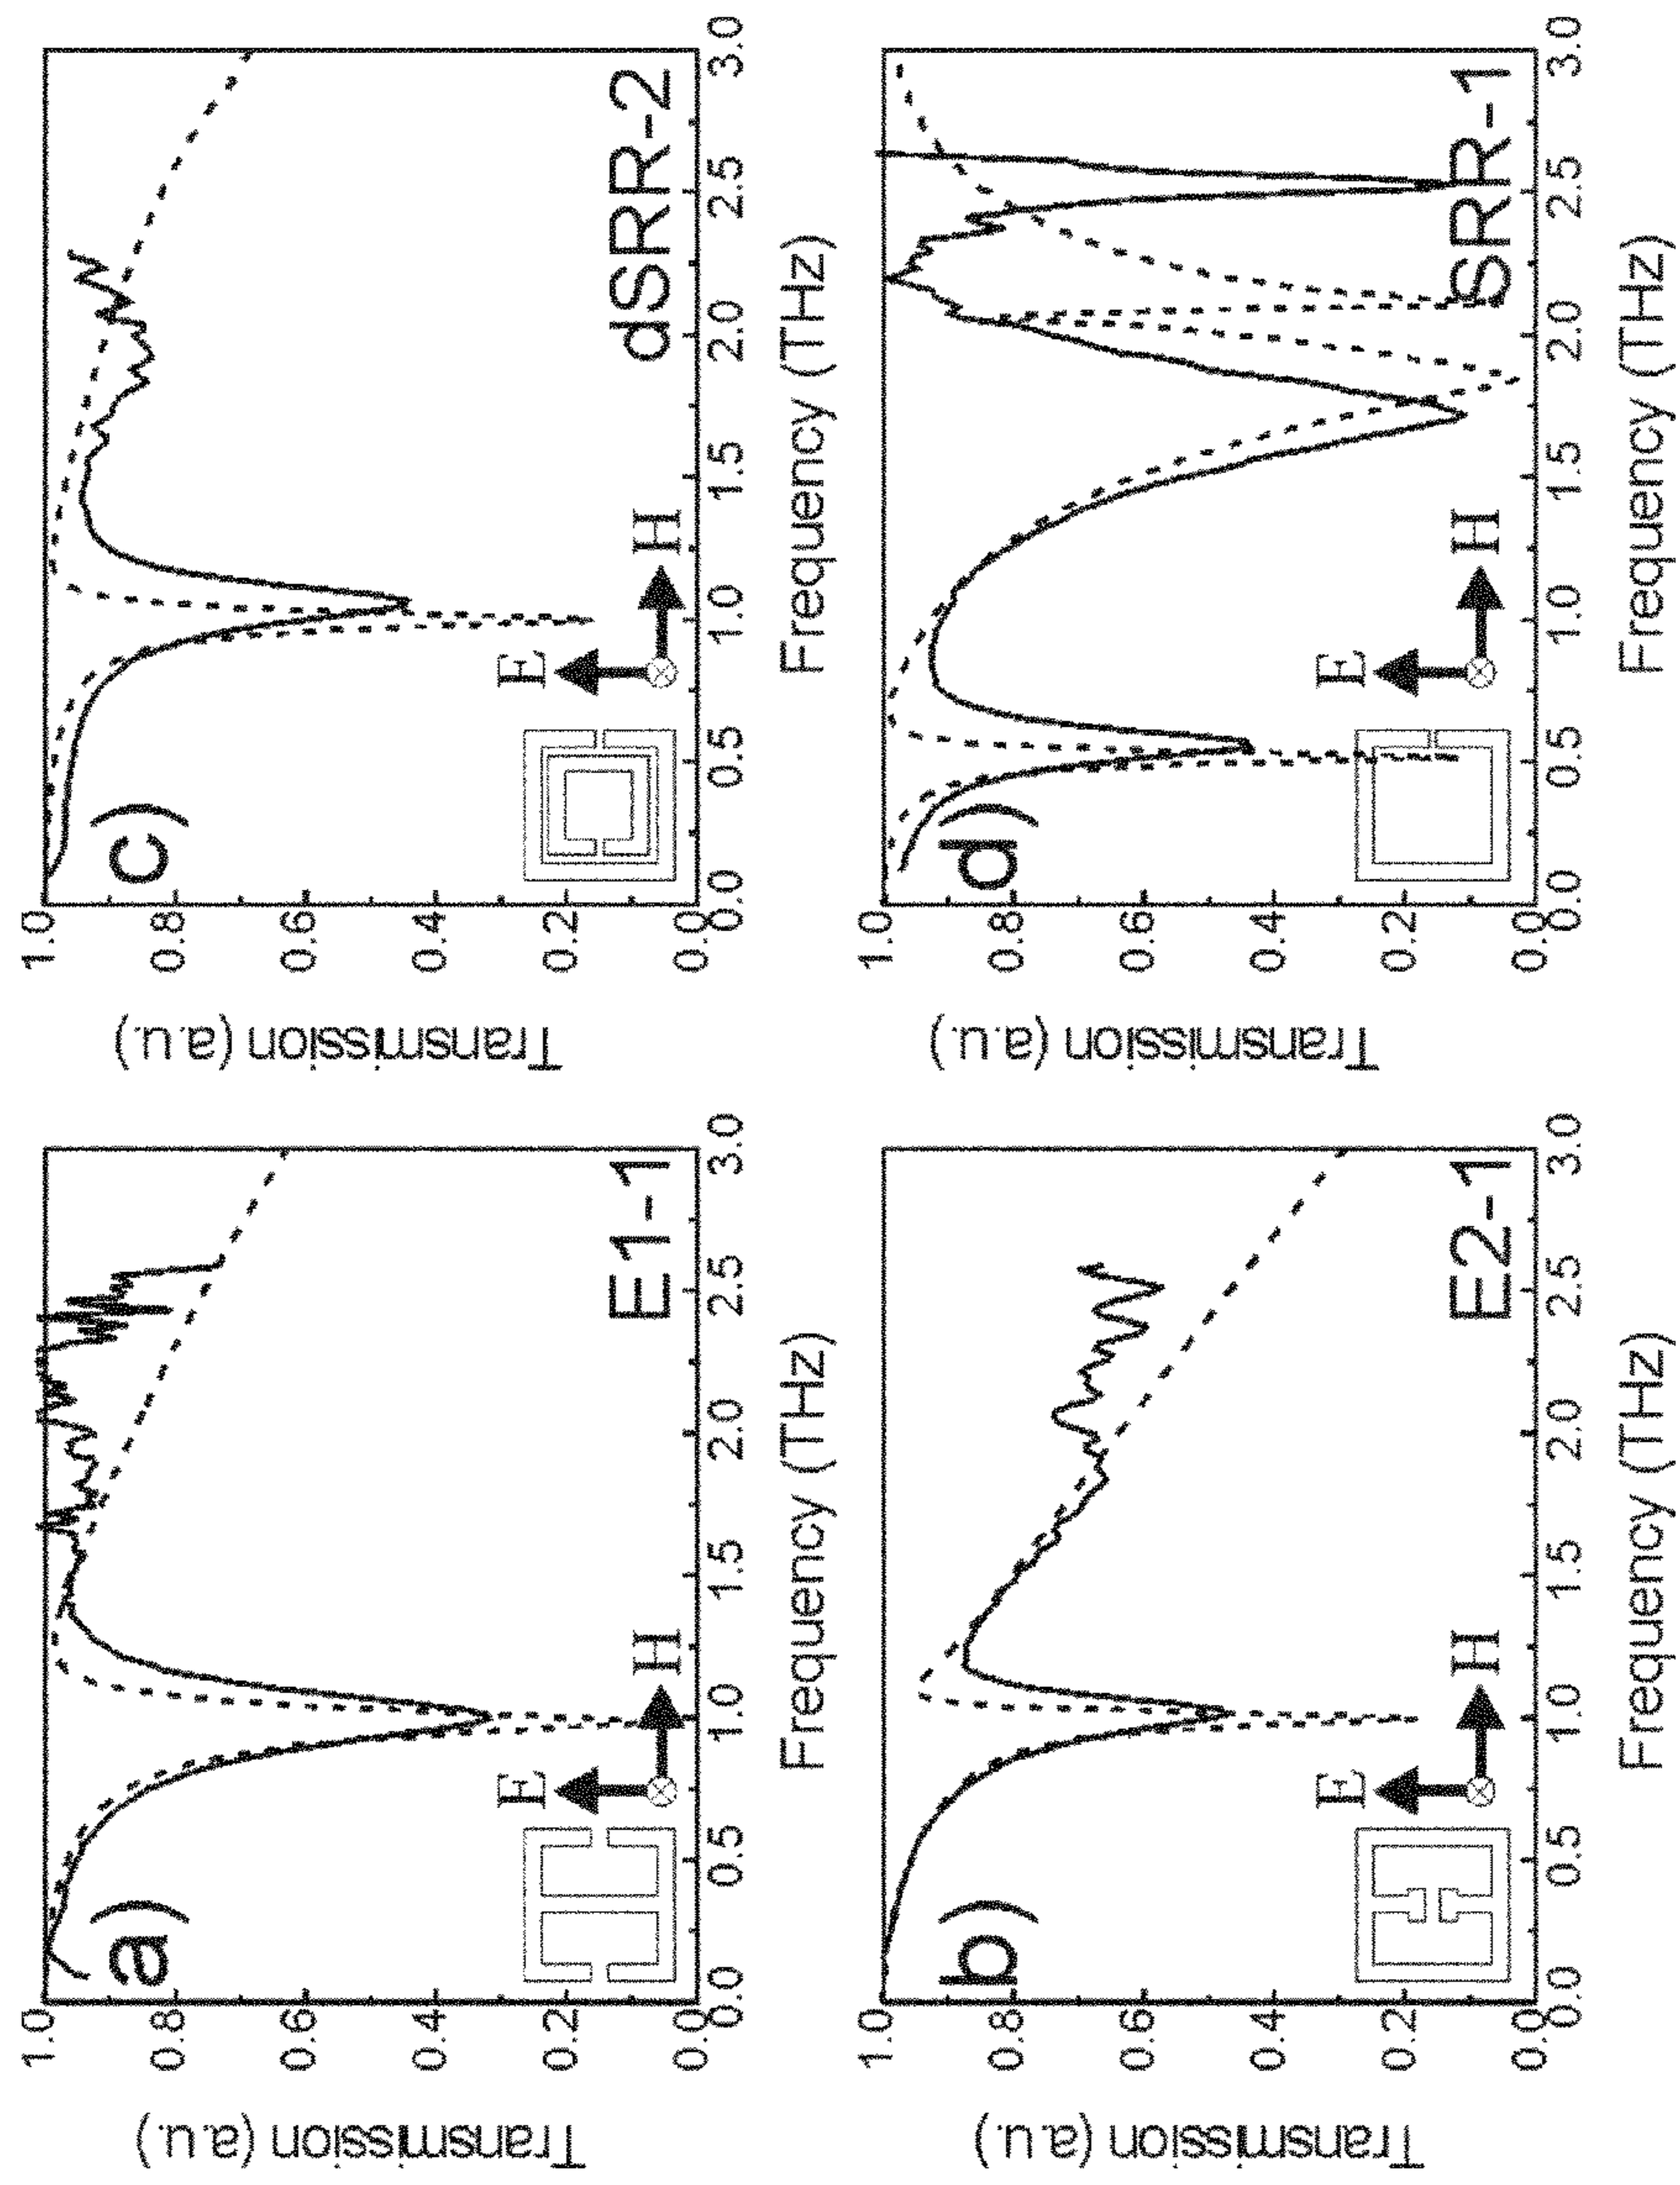 a)
E1-1
E
H
1.0
0.8
0.6
0.4
0.2
0.0
0.0 0.5 1.0 1.5 2.0 2.5 3.0
Transmission (a.u.)
Frequency (THz)
b)
E2-1
E
H
1.0
0.8
0.6
0.4
0.2
0.0
0.0 0.5 1.0 1.5 2.0 2.5 3.0
Transmission (a.u.)
Frequency (THz)
c)
dSRR-2
E
H
1.0
0.8
0.6
0.4
0.2
0.0
0.0 0.5 1.0 1.5 2.0 2.5 3.0
Transmission (a.u.)
Frequency (THz)
d)
SRR-1
E
H
1.0
0.8
0.6
0.4
0.2
0.0
0.0 0.5 1.0 1.5 2.0 2.5 3.0
Transmission (a.u.)
Frequency (THz)